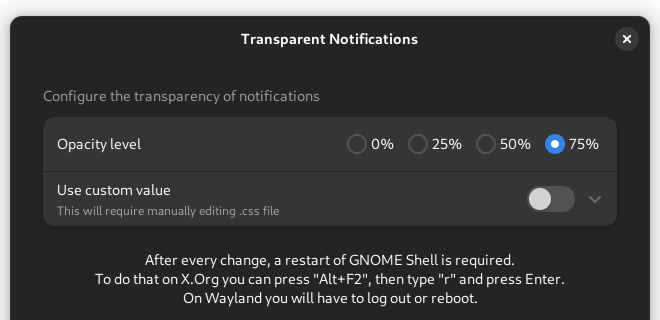 Transparent Notifications
Configure the transparency of notifications
Opacity level 0% 25% 50% 75%
Use custom value
This will require manually editing .css file
After every change, a restart of GNOME Shell is required.
To do that on X.Org you can press "Alt+F2", then type "r" and press Enter.
On Wayland you will have to log out or reboot.